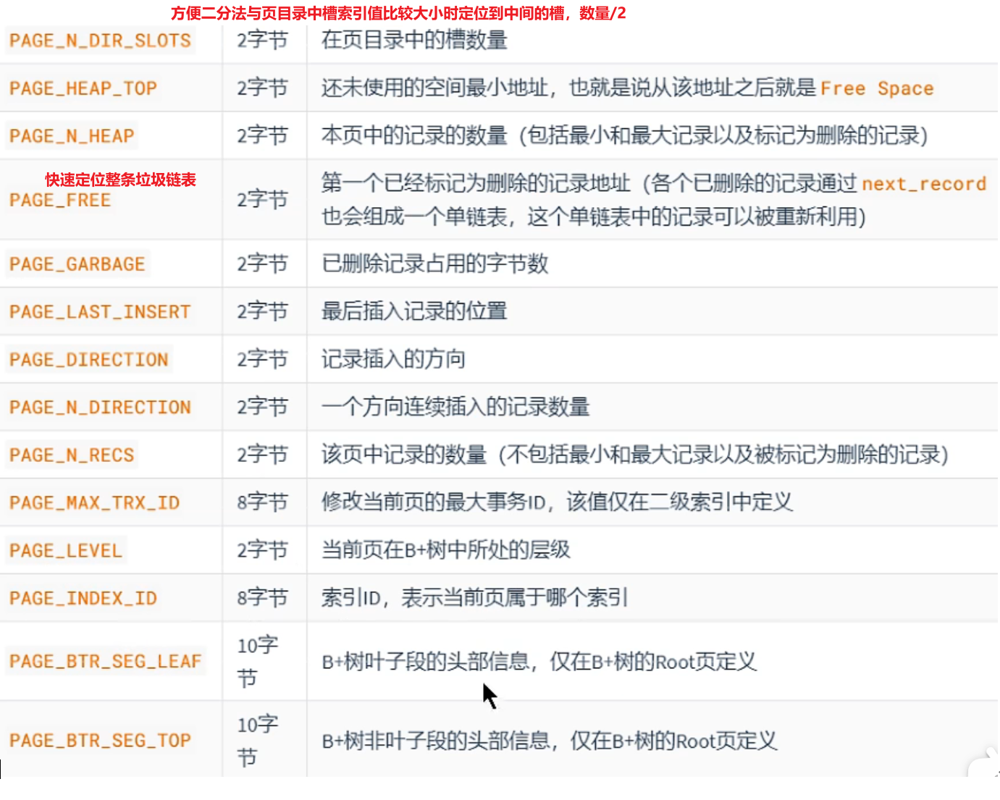 方便二分法与页目录中槽索引值比较大小时定位到中间的槽，数量/2
PAGE_N_DIR_SLOTS 2字节 在页目录中的槽数量
PAGE_HEAP_TOP 2字节 还未使用的空间最小地址，也就是说从该地址之后就是 Free Space
PAGE_N_HEAP 2字节 本页中的记录的数量（包括最小和最大记录以及标记为删除的记录）
快速定位整条垃圾链表
PAGE_FREE 2字节 第一个已经标记为删除的记录地址（各个已删除的记录通过 next_record
也会组成一个单链表，这个单链表中的记录可以被重新利用）
PAGE_GARBAGE 2字节 已删除记录占用的字节数
PAGE_LAST_INSERT 2字节 最后插入记录的位置
PAGE_DIRECTION 2字节 记录插入的方向
PAGE_N_DIRECTION 2字节 一个方向连续插入的记录数量
PAGE_N_RECS 2字节 该页中记录的数量（不包括最小和最大记录以及被标记为删除的记录）
PAGE_MAX_TRX_ID 8字节 修改当前页的最大事务ID，该值仅在二级索引中定义
PAGE_LEVEL 2字节 当前页在B+树中所处的层级
PAGE_INDEX_ID 8字节 索引ID，表示当前页属于哪个索引
PAGE_BTR_SEG_LEAF 10字
节 B+树叶子段的头部信息，仅在B+树的Root页定义
PAGE_BTR_SEG_TOP 10字
节 B+树非叶子段的头部信息，仅在B+树的Root页定义